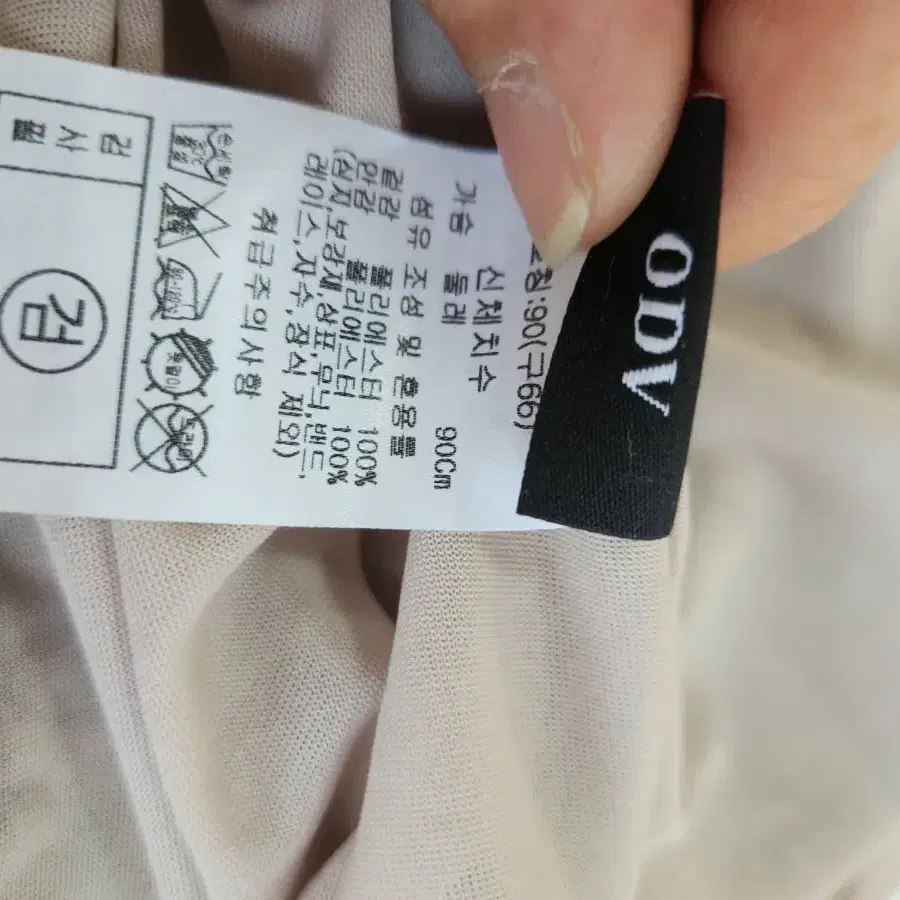 ODV
호칭:90(구66)
신체치수
가슴 둘레 90cm
섬유 조성 및 혼용률
겉감 폴리에스터 100%
안감 폴리에스터 100%
(심지,보강재,상표,무늬,밴드,
레이스,자수,장식 제외)
취급주의사항
드라이
검사필
검